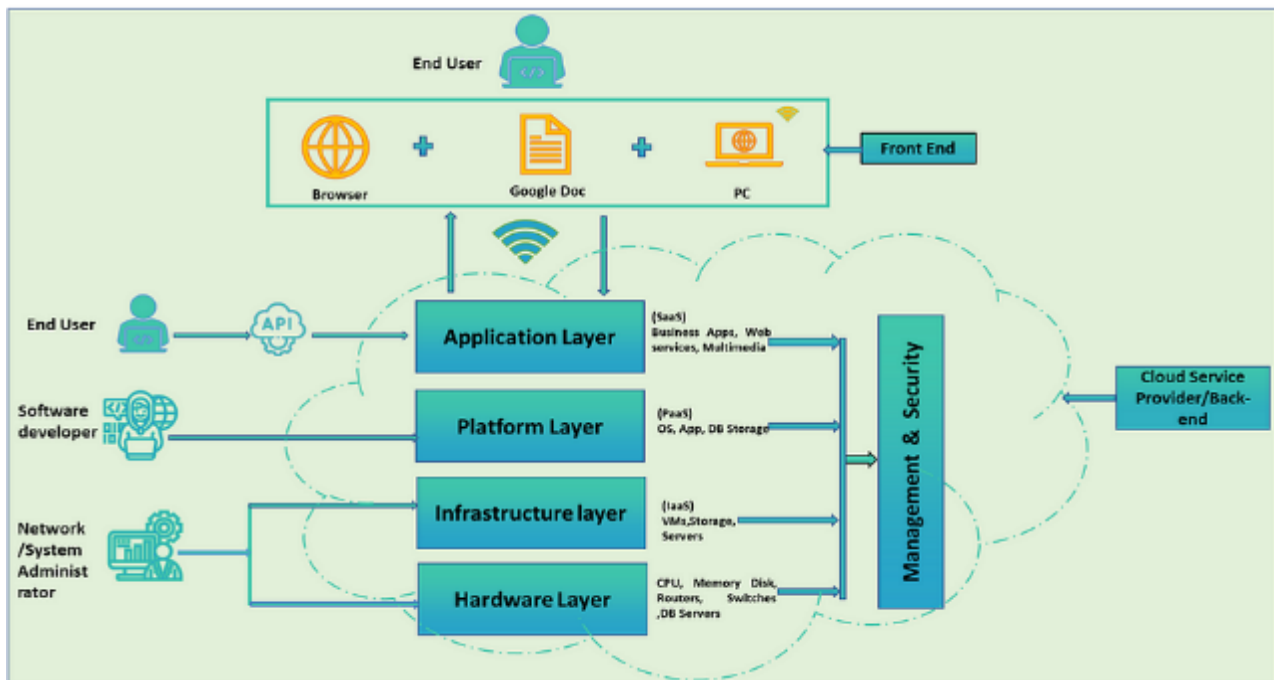 End User
Browser
Google Doc
PC
Front End
End User
API
Application Layer
(SaaS)
Business Apps, Web
services, Multimedia
Software
developer
Platform Layer
(PaaS)
OS, App, DB Storage
Network
/System
Administ
rator
Infrastructure layer
(IaaS)
VMs,Storage,
Servers
Hardware Layer
CPU, Memory Disk,
Routers, Switches
,DB Servers
Management & Security
Cloud Service
Provider/Back-
end